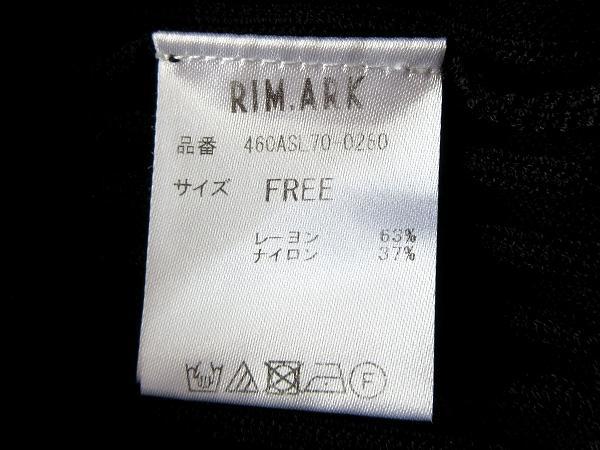 RIM.ARK
品番 460ASL70-0260
サイズ FREE
レーヨン 63%
ナイロン 37%
F